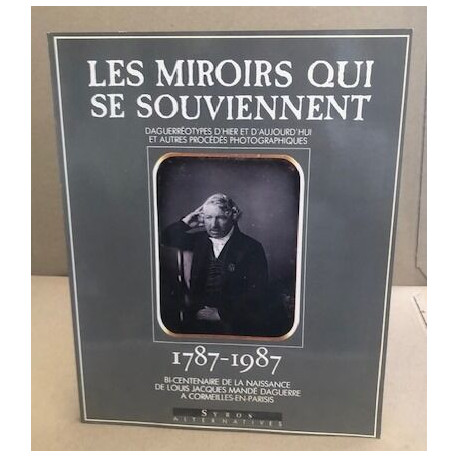 LES MIROIRS QUI
SE SOUVIENNENT
DAGUERRÉOTYPES D'HIER ET D'AUJOURD'HUI
ET AUTRES PROCÉDÉS PHOTOGRAPHIQUES
1787-1987
BI-CENTENAIRE DE LA NAISSANCE
DE LOUIS JACQUES MANDÉ DAGUERRE
A CORMEILLES-EN-PARISIS
SYROS
ALTERNATIVES